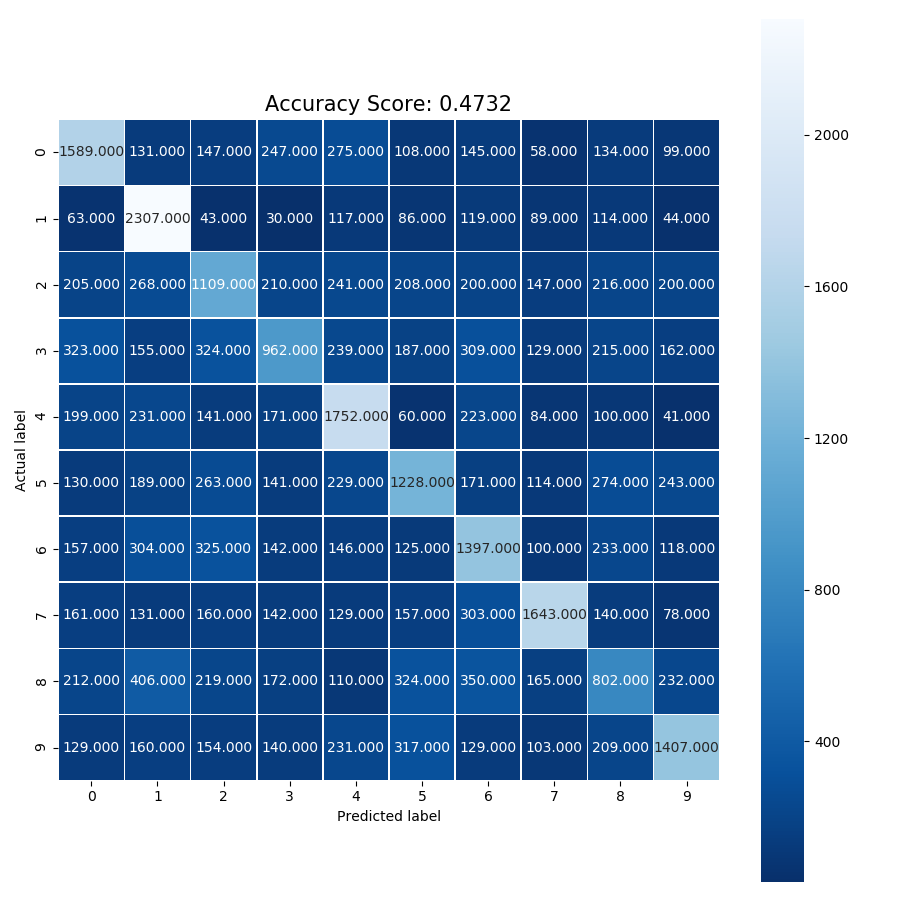 Accuracy Score: 0.4732
0 1589.000 131.000 147.000 247.000 275.000 108.000 145.000 58.000 134.000 99.000
1 63.000 2307.000 43.000 30.000 117.000 86.000 119.000 89.000 114.000 44.000
2 205.000 268.000 1109.000 210.000 241.000 208.000 200.000 147.000 216.000 200.000
3 323.000 155.000 324.000 962.000 239.000 187.000 309.000 129.000 215.000 162.000
4 199.000 231.000 141.000 171.000 1752.000 60.000 223.000 84.000 100.000 41.000
5 130.000 189.000 263.000 141.000 229.000 1228.000 171.000 114.000 274.000 243.000
6 157.000 304.000 325.000 142.000 146.000 125.000 1397.000 100.000 233.000 118.000
7 161.000 131.000 160.000 142.000 129.000 157.000 303.000 1643.000 140.000 78.000
8 212.000 406.000 219.000 172.000 110.000 324.000 350.000 165.000 802.000 232.000
9 129.000 160.000 154.000 140.000 231.000 317.000 129.000 103.000 209.000 1407.000
0 1 2 3 4 5 6 7 8 9
Predicted label
Actual label
2000
1600
1200
800
400